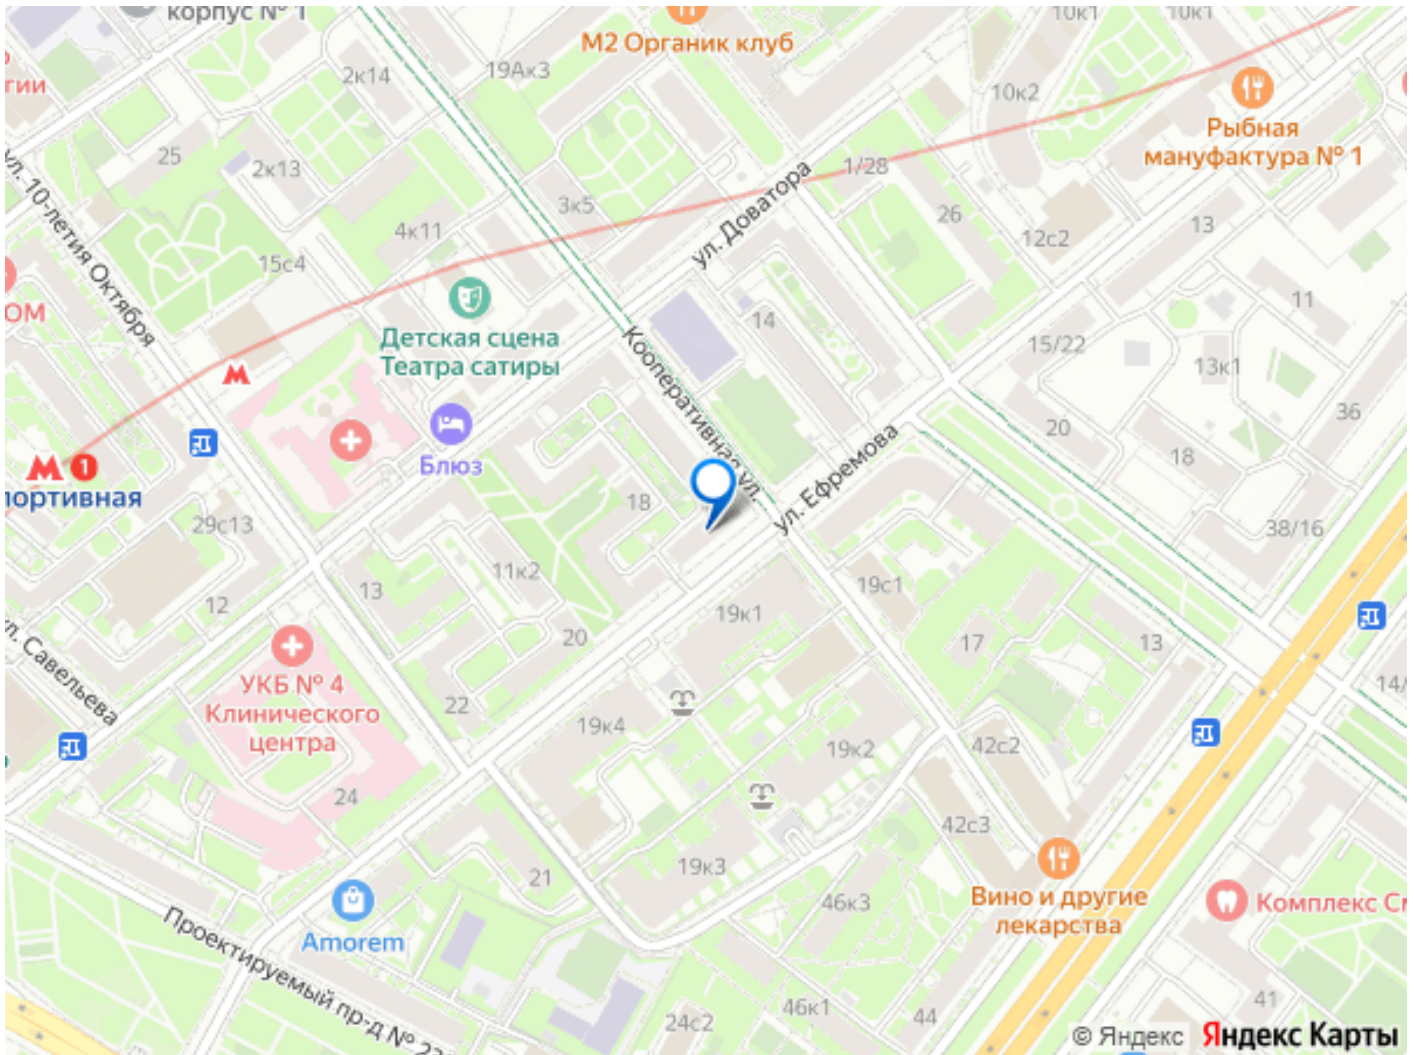 корпус № 1
М2 Органик клуб
10к1
10к1
гии
2к14
19Ак3
10к2
Рыбная
мануфактура № 1
25
2к13
ул. 10-летия Октября
3к5
4к11
ул. Доватора
1/28
26
12с2
13
15с4
ОМ
Детская сцена
Театра сатиры
Кооперативная ул.
14
11
15/22
13к1
36
М
М 1
портивная
Блюз
20
18
ул. Ефремова
18
38/16
29с13
11к2
13
12
19с1
19к1
20
17
13
ул. Савельева
УКБ № 4
Клинического
центра
22
19к4
19к2
42с2
14/
24
42с3
19к3
21
46к3
Вино и другие
лекарства
Комплекс См
Amorem
Проектируемый пр-д №
46к1
24с2
44
41
© Яндекс Яндекс Карты